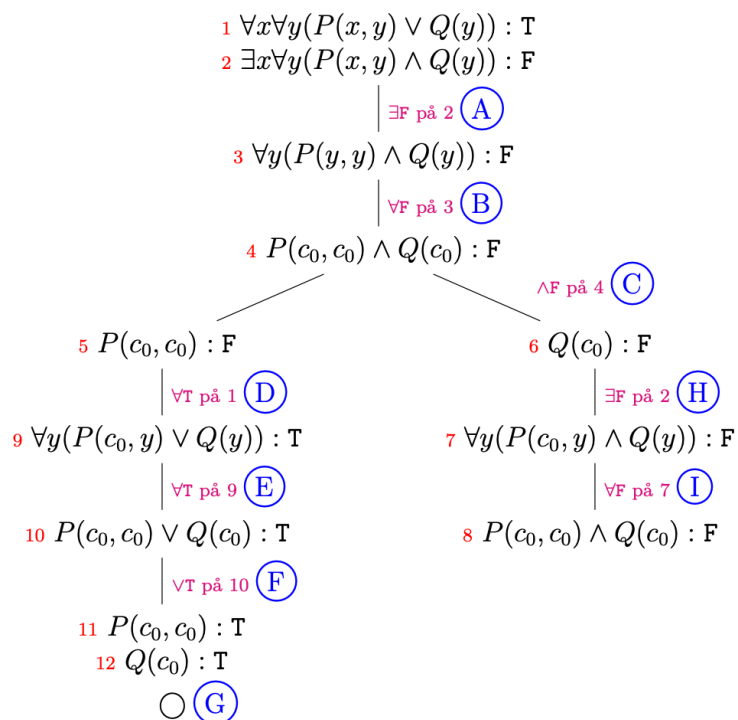 1 ∀x∀y(P(x, y) ∨ Q(y)) : T
2 ∃x∀y(P(x, y) ∧ Q(y)) : F
∃F på 2 A
3 ∀y(P(y, y) ∧ Q(y)) : F
∀F på 3 B
4 P(c₀, c₀) ∧ Q(c₀) : F
∧F på 4 C
5 P(c₀, c₀) : F
6 Q(c₀) : F
∀T på 1 D
∃F på 2 H
9 ∀y(P(c₀, y) ∨ Q(y)) : T
7 ∀y(P(c₀, y) ∧ Q(y)) : F
∀T på 9 E
∀F på 7 I
10 P(c₀, c₀) ∨ Q(c₀) : T
8 P(c₀, c₀) ∧ Q(c₀) : F
∨T på 10 F
11 P(c₀, c₀) : T
12 Q(c₀) : T
G